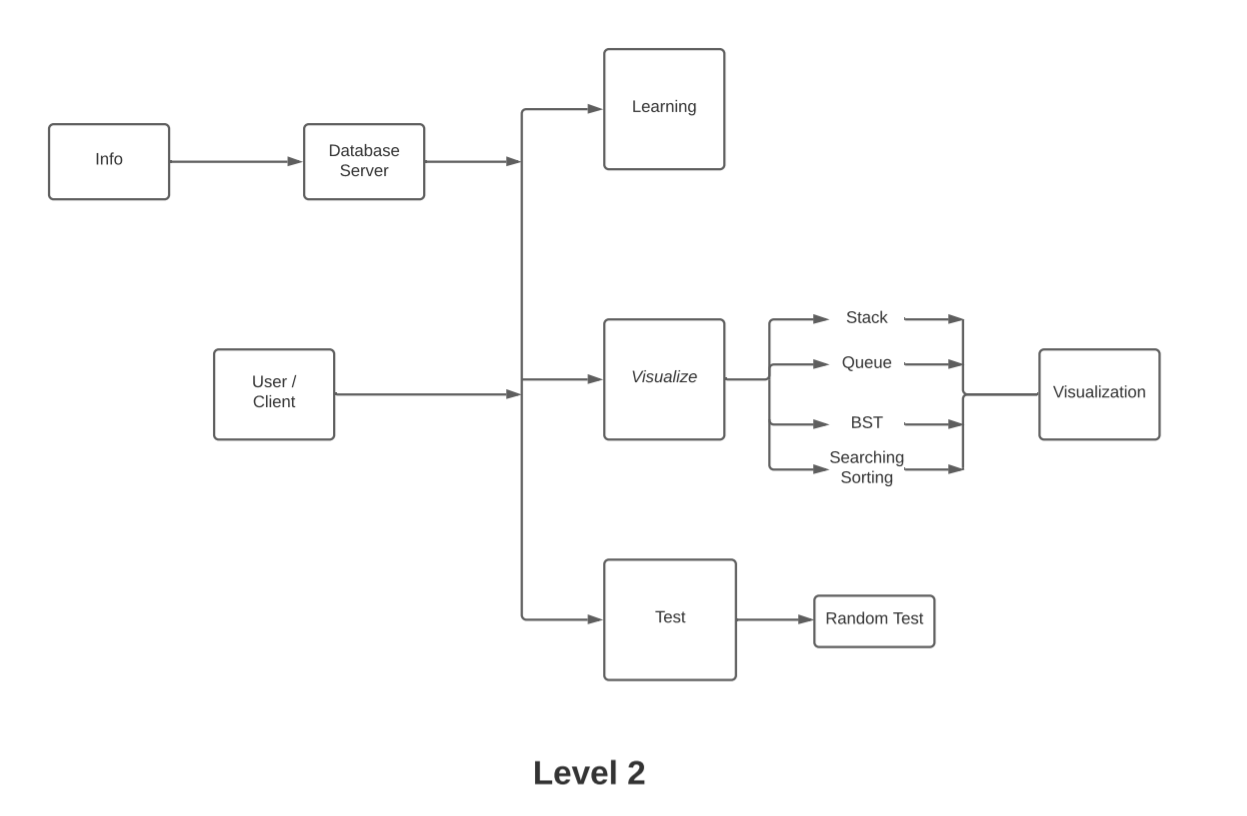 Learning
Info
Database
Server
User /
Client
Visualize
Stack
Queue
BST
Searching
Sorting
Visualization
Test
Random Test
Level 2